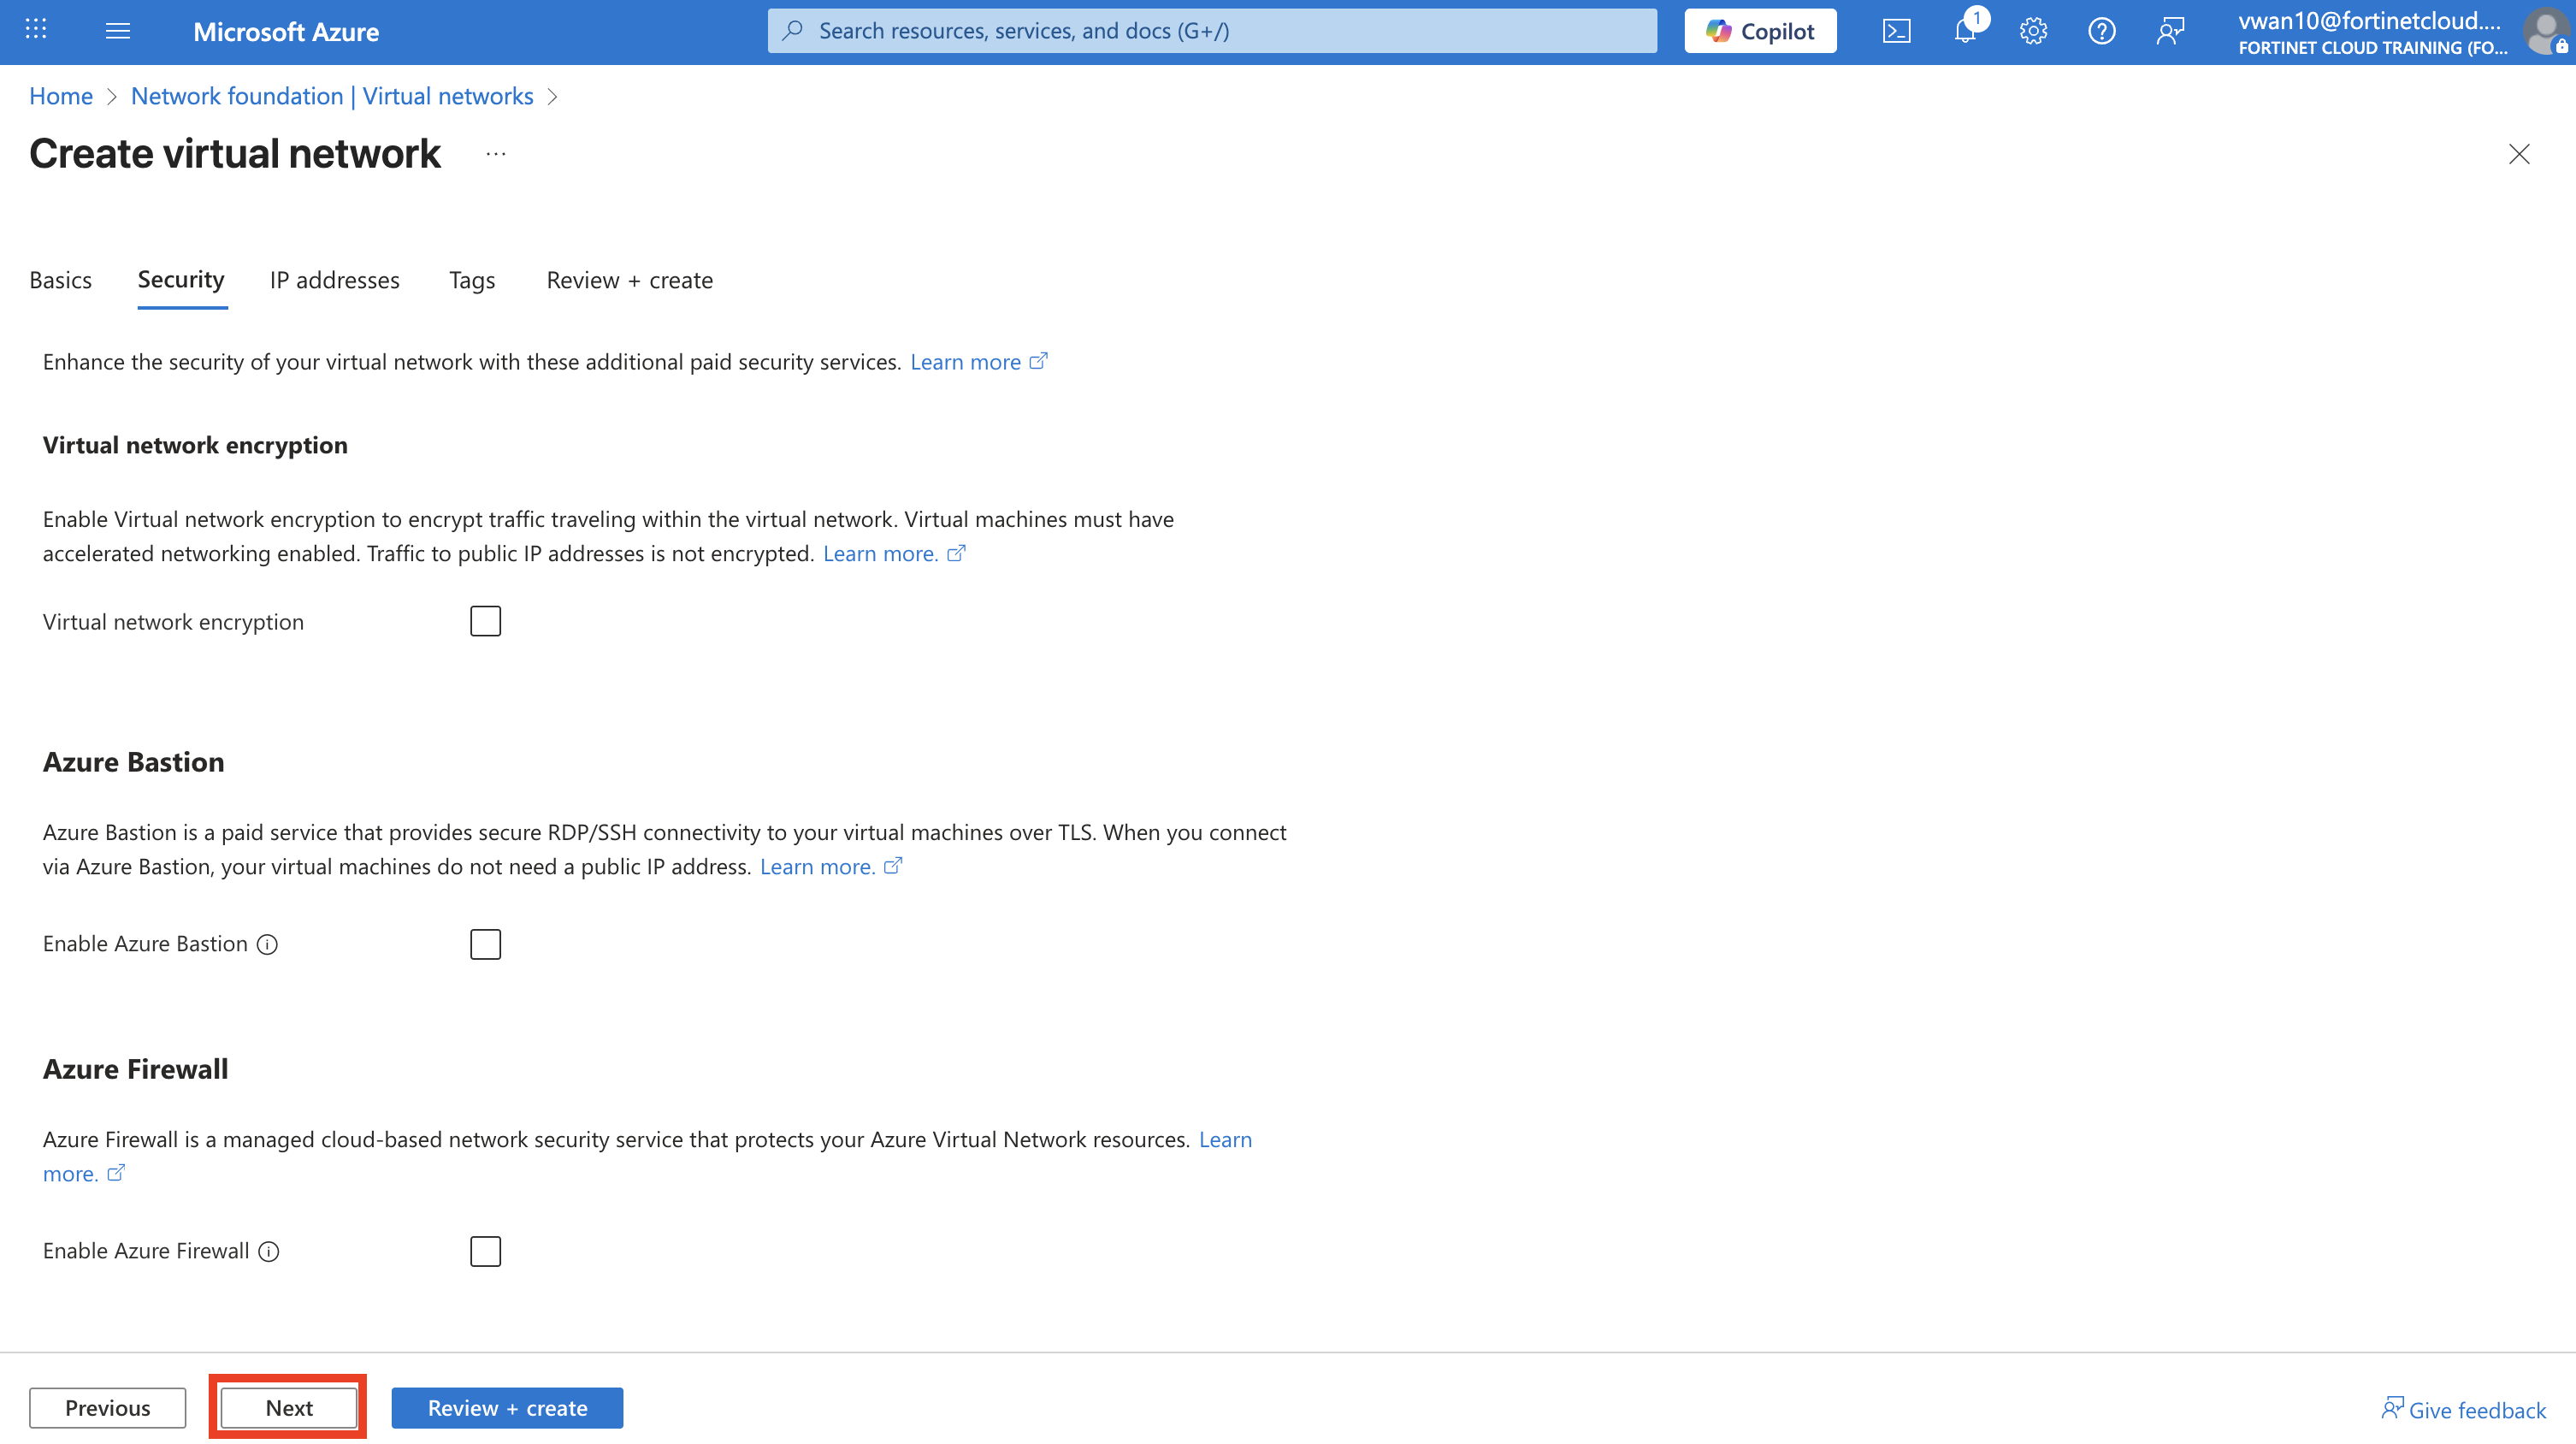 Microsoft Azure
Search resources, services, and docs (G+/)
Copilot
1
vwan10@fortinetcloud....
FORTINET CLOUD TRAINING (FO...
Home > Network foundation | Virtual networks >
Create virtual network ...
Basics Security IP addresses Tags Review + create
Enhance the security of your virtual network with these additional paid security services. Learn more
Virtual network encryption
Enable Virtual network encryption to encrypt traffic traveling within the virtual network. Virtual machines must have
accelerated networking enabled. Traffic to public IP addresses is not encrypted. Learn more.
Virtual network encryption
Azure Bastion
Azure Bastion is a paid service that provides secure RDP/SSH connectivity to your virtual machines over TLS. When you connect
via Azure Bastion, your virtual machines do not need a public IP address. Learn more.
Enable Azure Bastion
Azure Firewall
Azure Firewall is a managed cloud-based network security service that protects your Azure Virtual Network resources. Learn
more.
Enable Azure Firewall
Previous Next Review + create
Give feedback